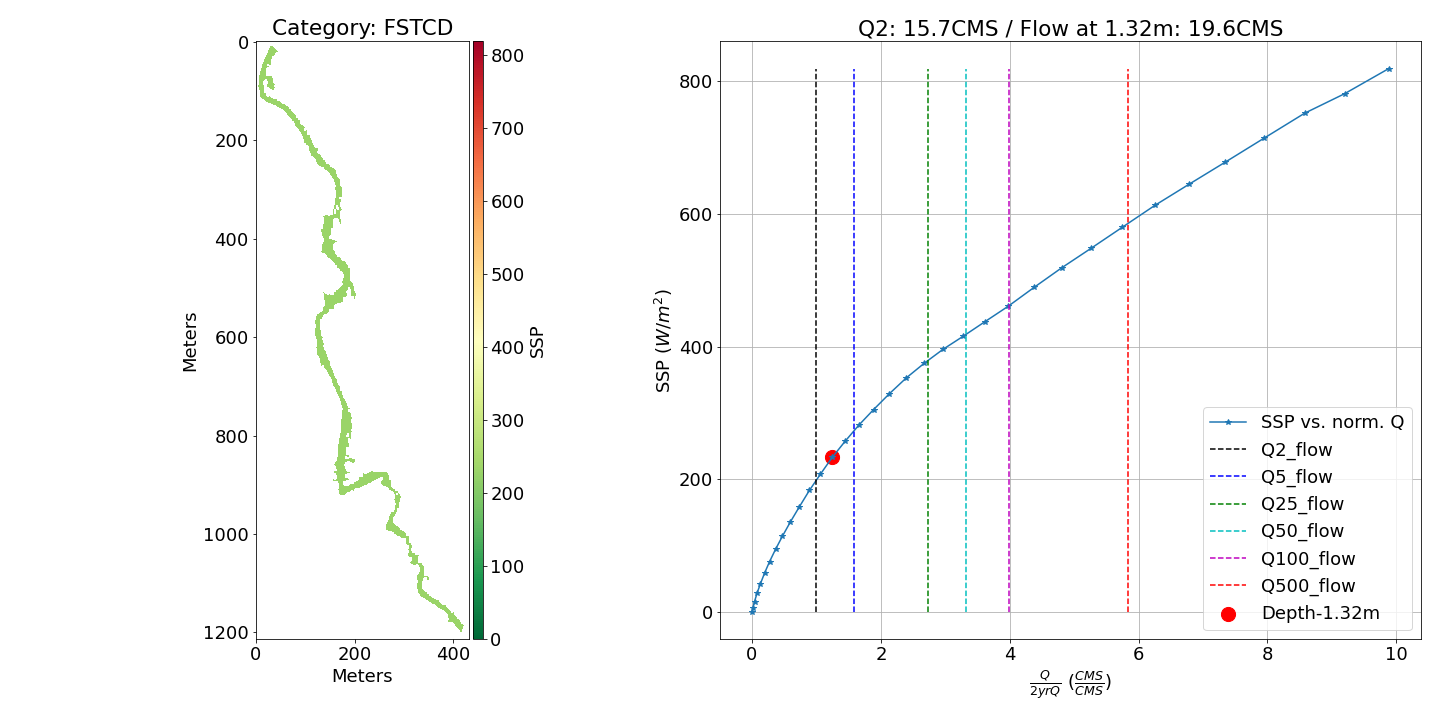 Category: FSTCD
0
200
400
600
800
1000
1200
Meters
0
200
400
Meters
800
700
600
500
400
300
200
100
0
SSP
Q2: 15.7CMS / Flow at 1.32m: 19.6CMS
800
600
400
200
0
SSP (W/m²)
0
2
4
6
8
10
Q/2yrQ (CMS/CMS)
SSP vs. norm. Q
Q2_flow
Q5_flow
Q25_flow
Q50_flow
Q100_flow
Q500_flow
Depth-1.32m